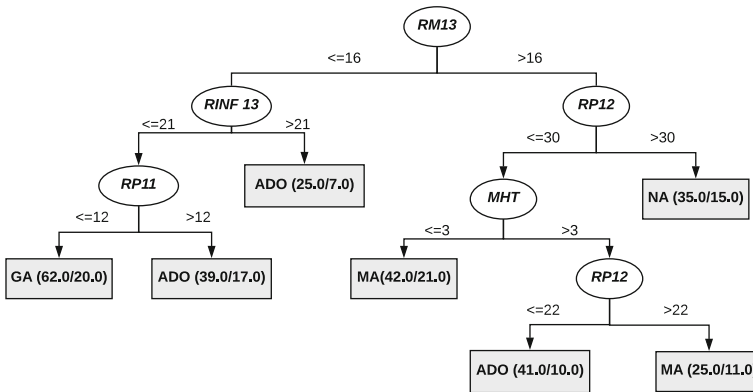 RM13
<=16
>16
RINF 13
RP12
<=21
>21
<=30
>30
RP11
ADO (25.0/7.0)
MHT
NA (35.0/15.0)
<=12
>12
<=3
>3
GA (62.0/20.0)
ADO (39.0/17.0)
MA(42.0/21.0)
RP12
<=22
>22
ADO (41.0/10.0)
MA (25.0/11.0